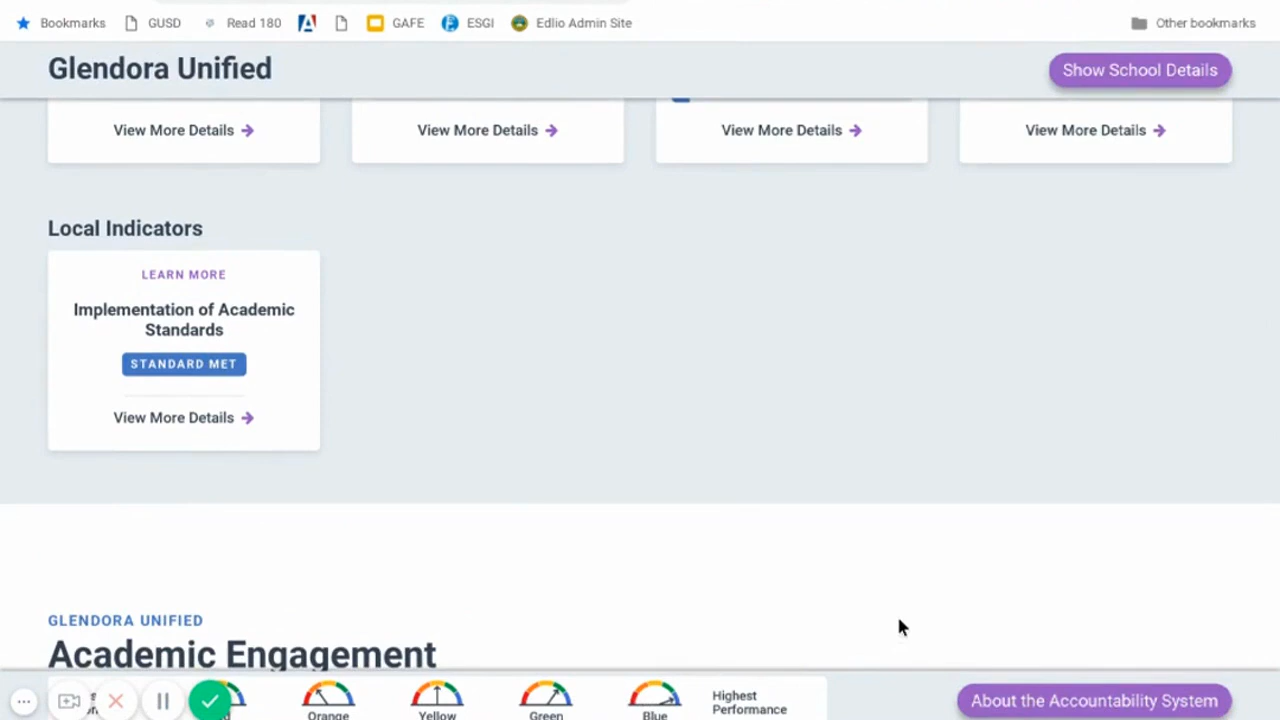 Bookmarks GUSD Read 180 GAFE ESGI Edlio Admin Site Other bookmarks
Glendora Unified
Show School Details
View More Details View More Details View More Details View More Details
Local Indicators
LEARN MORE
Implementation of Academic
Standards
STANDARD MET
View More Details
GLENDORA UNIFIED
Academic Engagement
Orange Yellow Green Blue
Highest
Performance
About the Accountability System